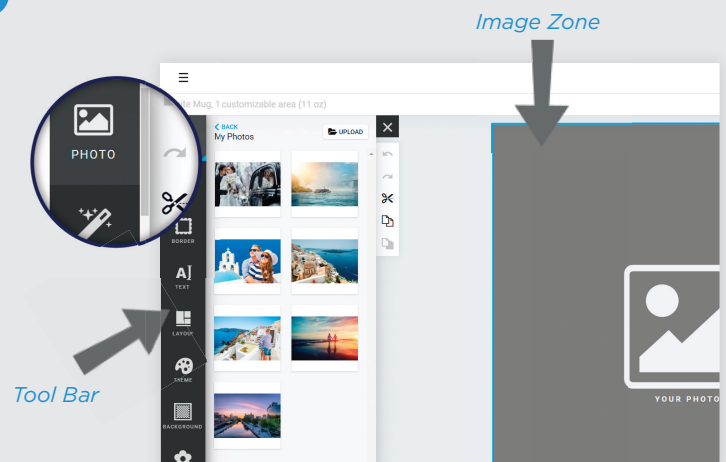 Image Zone
Mug, 1 customizable area (11 oz)
BACK
My Photos
UPLOAD
PHOTO
BORDER
TEXT
LAYOUT
THEME
BACKGROUND
Tool Bar
YOUR PHOTO